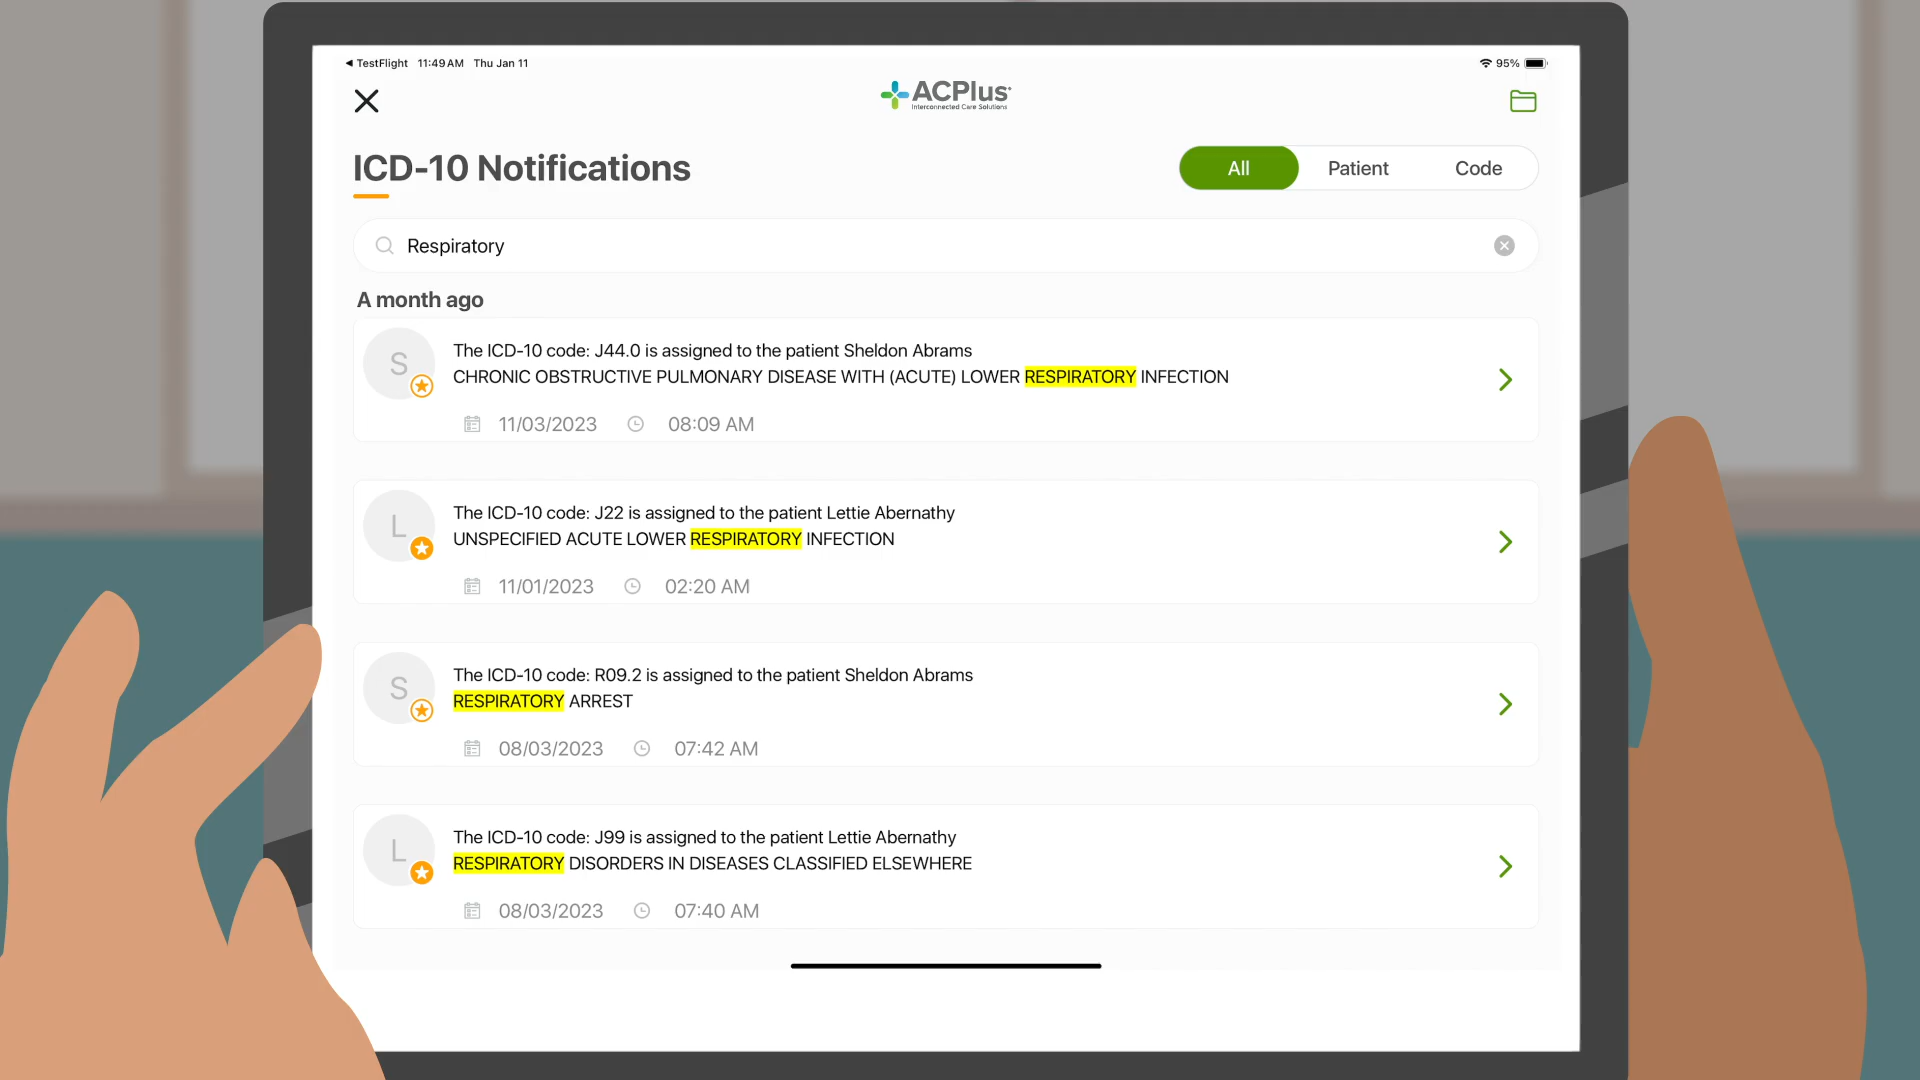 TestFlight 11:49 AM Thu Jan 11
95%
ACPlus
Interconnected Care Solutions
ICD-10 Notifications
All Patient Code
Respiratory
A month ago
S
The ICD-10 code: J44.0 is assigned to the patient Sheldon Abrams
CHRONIC OBSTRUCTIVE PULMONARY DISEASE WITH (ACUTE) LOWER RESPIRATORY INFECTION
11/03/2023 08:09 AM
L
The ICD-10 code: J22 is assigned to the patient Lettie Abernathy
UNSPECIFIED ACUTE LOWER RESPIRATORY INFECTION
11/01/2023 02:20 AM
S
The ICD-10 code: R09.2 is assigned to the patient Sheldon Abrams
RESPIRATORY ARREST
08/03/2023 07:42 AM
L
The ICD-10 code: J99 is assigned to the patient Lettie Abernathy
RESPIRATORY DISORDERS IN DISEASES CLASSIFIED ELSEWHERE
08/03/2023 07:40 AM